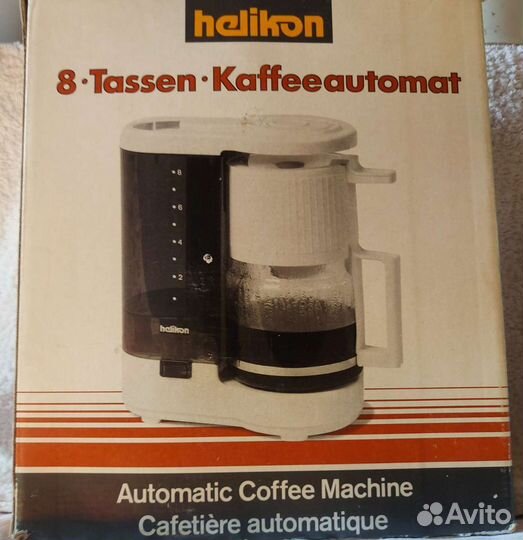 helikon
8·Tassen·Kaffeeautomat
8
6
4
2
helikon
Automatic Coffee Machine
Cafetière automatique
Avito